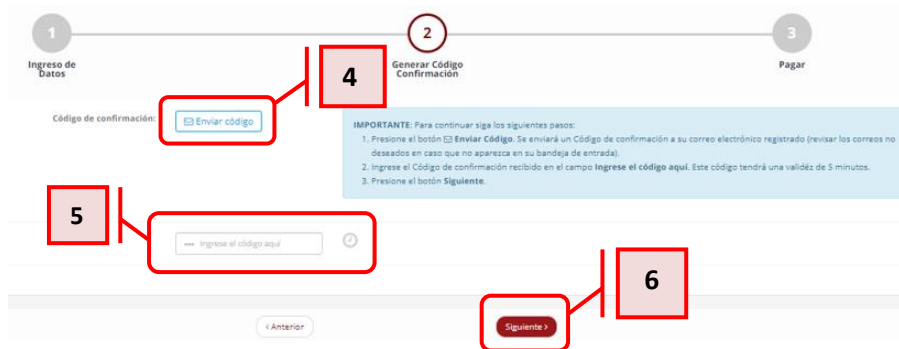 1
2
3
Ingreso de
Datos
Generar Código
Confirmación
Pagar
4
Código de confirmación:
Enviar código
IMPORTANTE: Para continuar siga los siguientes pasos:
1. Presione el botón Enviar Código. Se enviará un Código de confirmación a su correo electrónico registrado (revisar los correos no
deseados en caso que no aparezca en su bandeja de entrada).
2. Ingrese el Código de confirmación recibido en el campo Ingrese el código aquí. Este código tendrá una validéz de 5 minutos.
3. Presione el botón Siguiente.
5
Ingrese el código aquí
6
< Anterior
Siguiente >